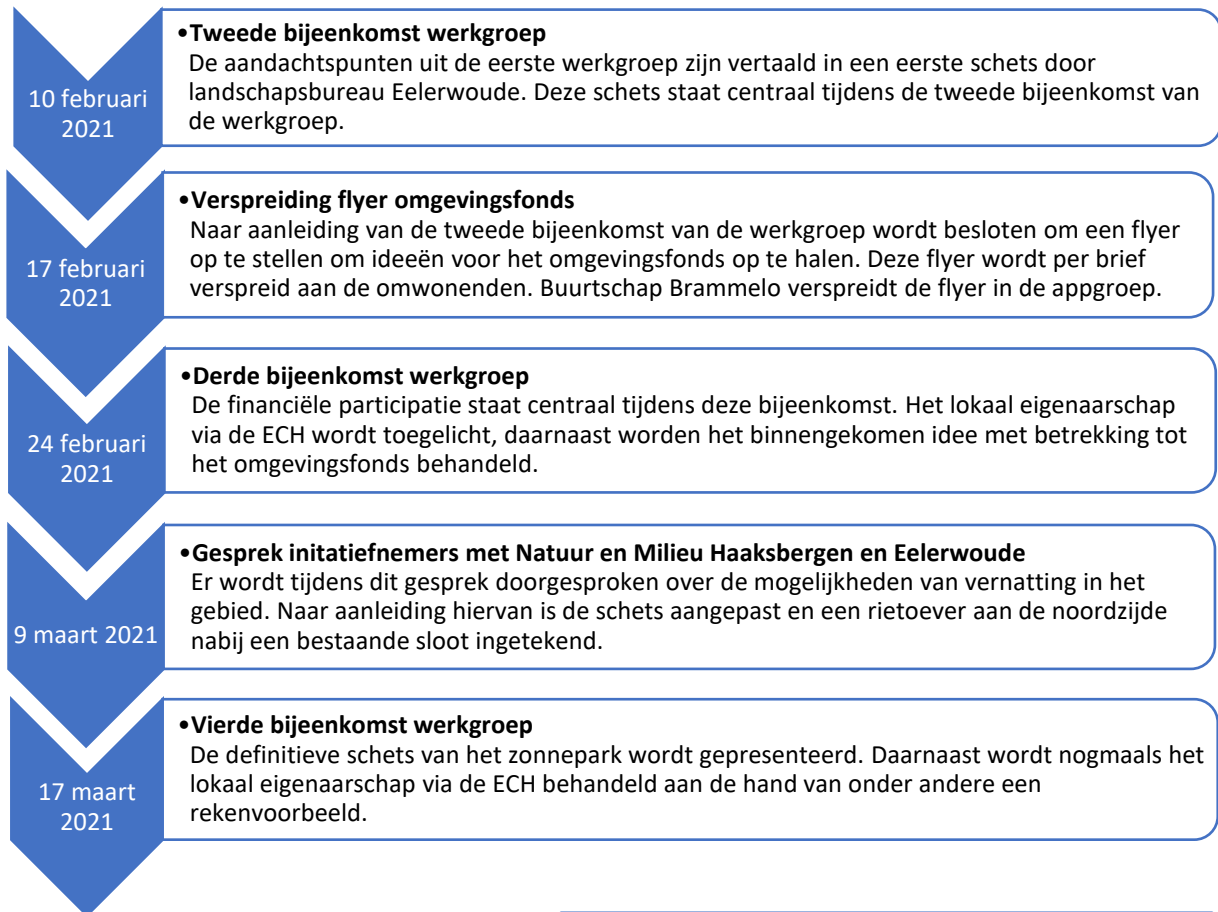 •Tweede bijeenkomst werkgroep
De aandachtspunten uit de eerste werkgroep zijn vertaald in een eerste schets door
landschapsbureau Eelerwoude. Deze schets staat centraal tijdens de tweede bijeenkomst van
de werkgroep.
10 februari
2021
•Verspreiding flyer omgevingsfonds
Naar aanleiding van de tweede bijeenkomst van de werkgroep wordt besloten om een flyer
op te stellen om ideeën voor het omgevingsfonds op te halen. Deze flyer wordt per brief
verspreid aan de omwonenden. Buurtschap Brammelo verspreidt de flyer in de appgroep.
17 februari
2021
•Derde bijeenkomst werkgroep
De financiële participatie staat centraal tijdens deze bijeenkomst. Het lokaal eigenaarschap
via de ECH wordt toegelicht, daarnaast worden het binnengekomen idee met betrekking tot
het omgevingsfonds behandeld.
24 februari
2021
•Gesprek initatiefnemers met Natuur en Milieu Haaksbergen en Eelerwoude
Er wordt tijdens dit gesprek doorgesproken over de mogelijkheden van vernatting in het
gebied. Naar aanleiding hiervan is de schets aangepast en een rietoever aan de noordzijde
nabij een bestaande sloot ingetekend.
9 maart 2021
•Vierde bijeenkomst werkgroep
De definitieve schets van het zonnepark wordt gepresenteerd. Daarnaast wordt nogmaals het
lokaal eigenaarschap via de ECH behandeld aan de hand van onder andere een
rekenvoorbeeld.
17 maart
2021